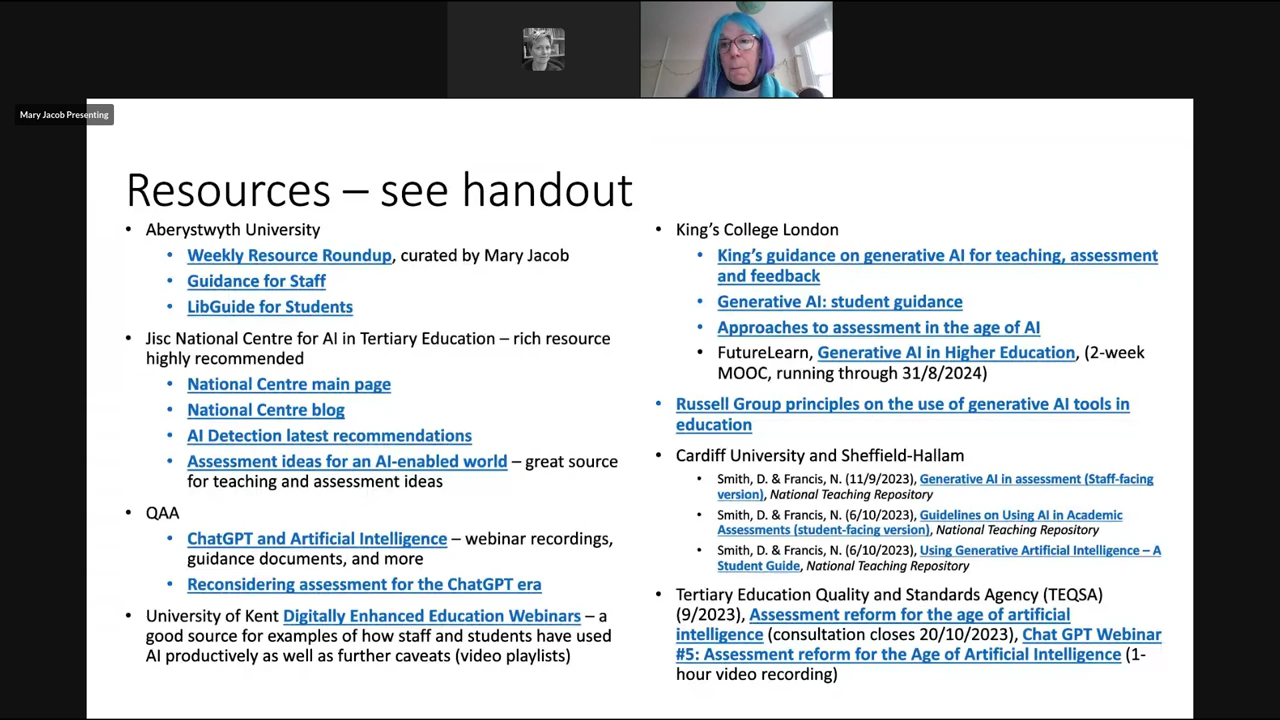 Mary Jacob Presenting
Resources – see handout
• Aberystwyth University
• Weekly Resource Roundup, curated by Mary Jacob
• Guidance for Staff
• LibGuide for Students
• Jisc National Centre for AI in Tertiary Education – rich resource
highly recommended
• National Centre main page
• National Centre blog
• AI Detection latest recommendations
• Assessment ideas for an AI-enabled world – great source
for teaching and assessment ideas
• QAA
• ChatGPT and Artificial Intelligence – webinar recordings,
guidance documents, and more
• Reconsidering assessment for the ChatGPT era
• University of Kent Digitally Enhanced Education Webinars – a
good source for examples of how staff and students have used
AI productively as well as further caveats (video playlists)
• King’s College London
• King’s guidance on generative AI for teaching, assessment
and feedback
• Generative AI: student guidance
• Approaches to assessment in the age of AI
• FutureLearn, Generative AI in Higher Education, (2-week
MOOC, running through 31/8/2024)
• Russell Group principles on the use of generative AI tools in
education
• Cardiff University and Sheffield-Hallam
• Smith, D. & Francis, N. (11/9/2023), Generative AI in assessment (Staff-facing
version), National Teaching Repository
• Smith, D. & Francis, N. (6/10/2023), Guidelines on Using AI in Academic
Assessments (student-facing version), National Teaching Repository
• Smith, D. & Francis, N. (6/10/2023), Using Generative Artificial Intelligence – A
Student Guide, National Teaching Repository
• Tertiary Education Quality and Standards Agency (TEQSA)
(9/2023), Assessment reform for the age of artificial
intelligence (consultation closes 20/10/2023), Chat GPT Webinar
#5: Assessment reform for the Age of Artificial Intelligence (1-
hour video recording)